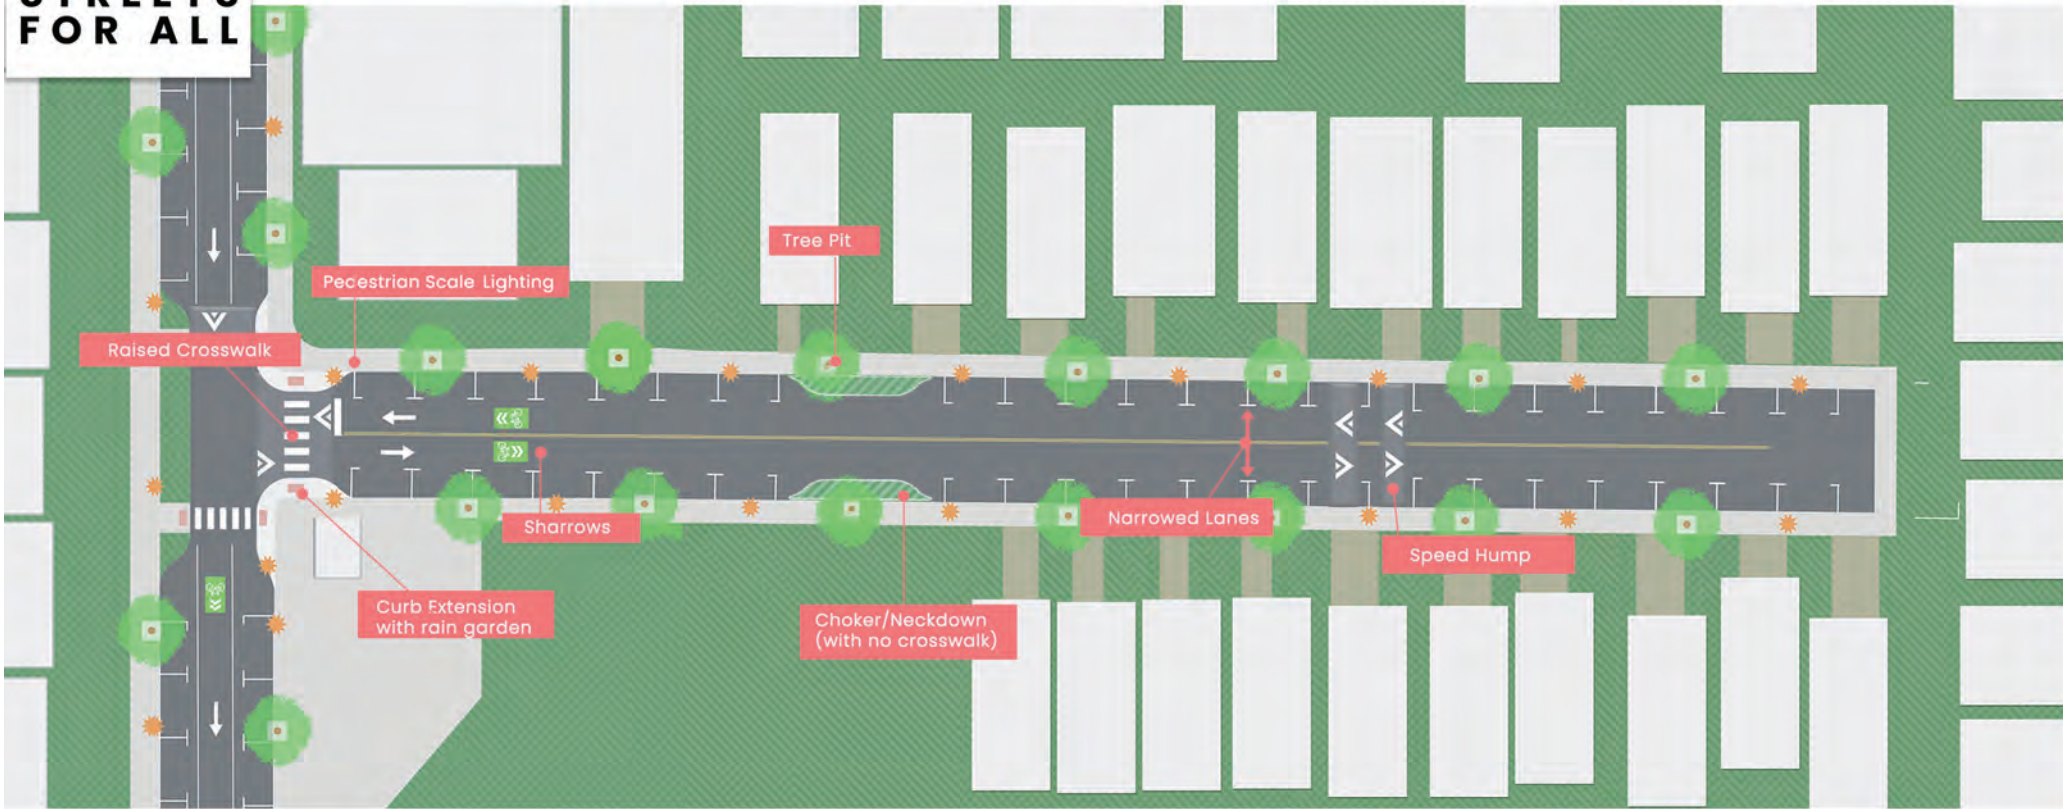 FOR ALL
Tree Pit
Pedestrian Scale Lighting
Raised Crosswalk
Sharrows
Narrowed Lanes
Speed Hump
Curb Extension
with rain garden
Choker/Neckdown
(with no crosswalk)